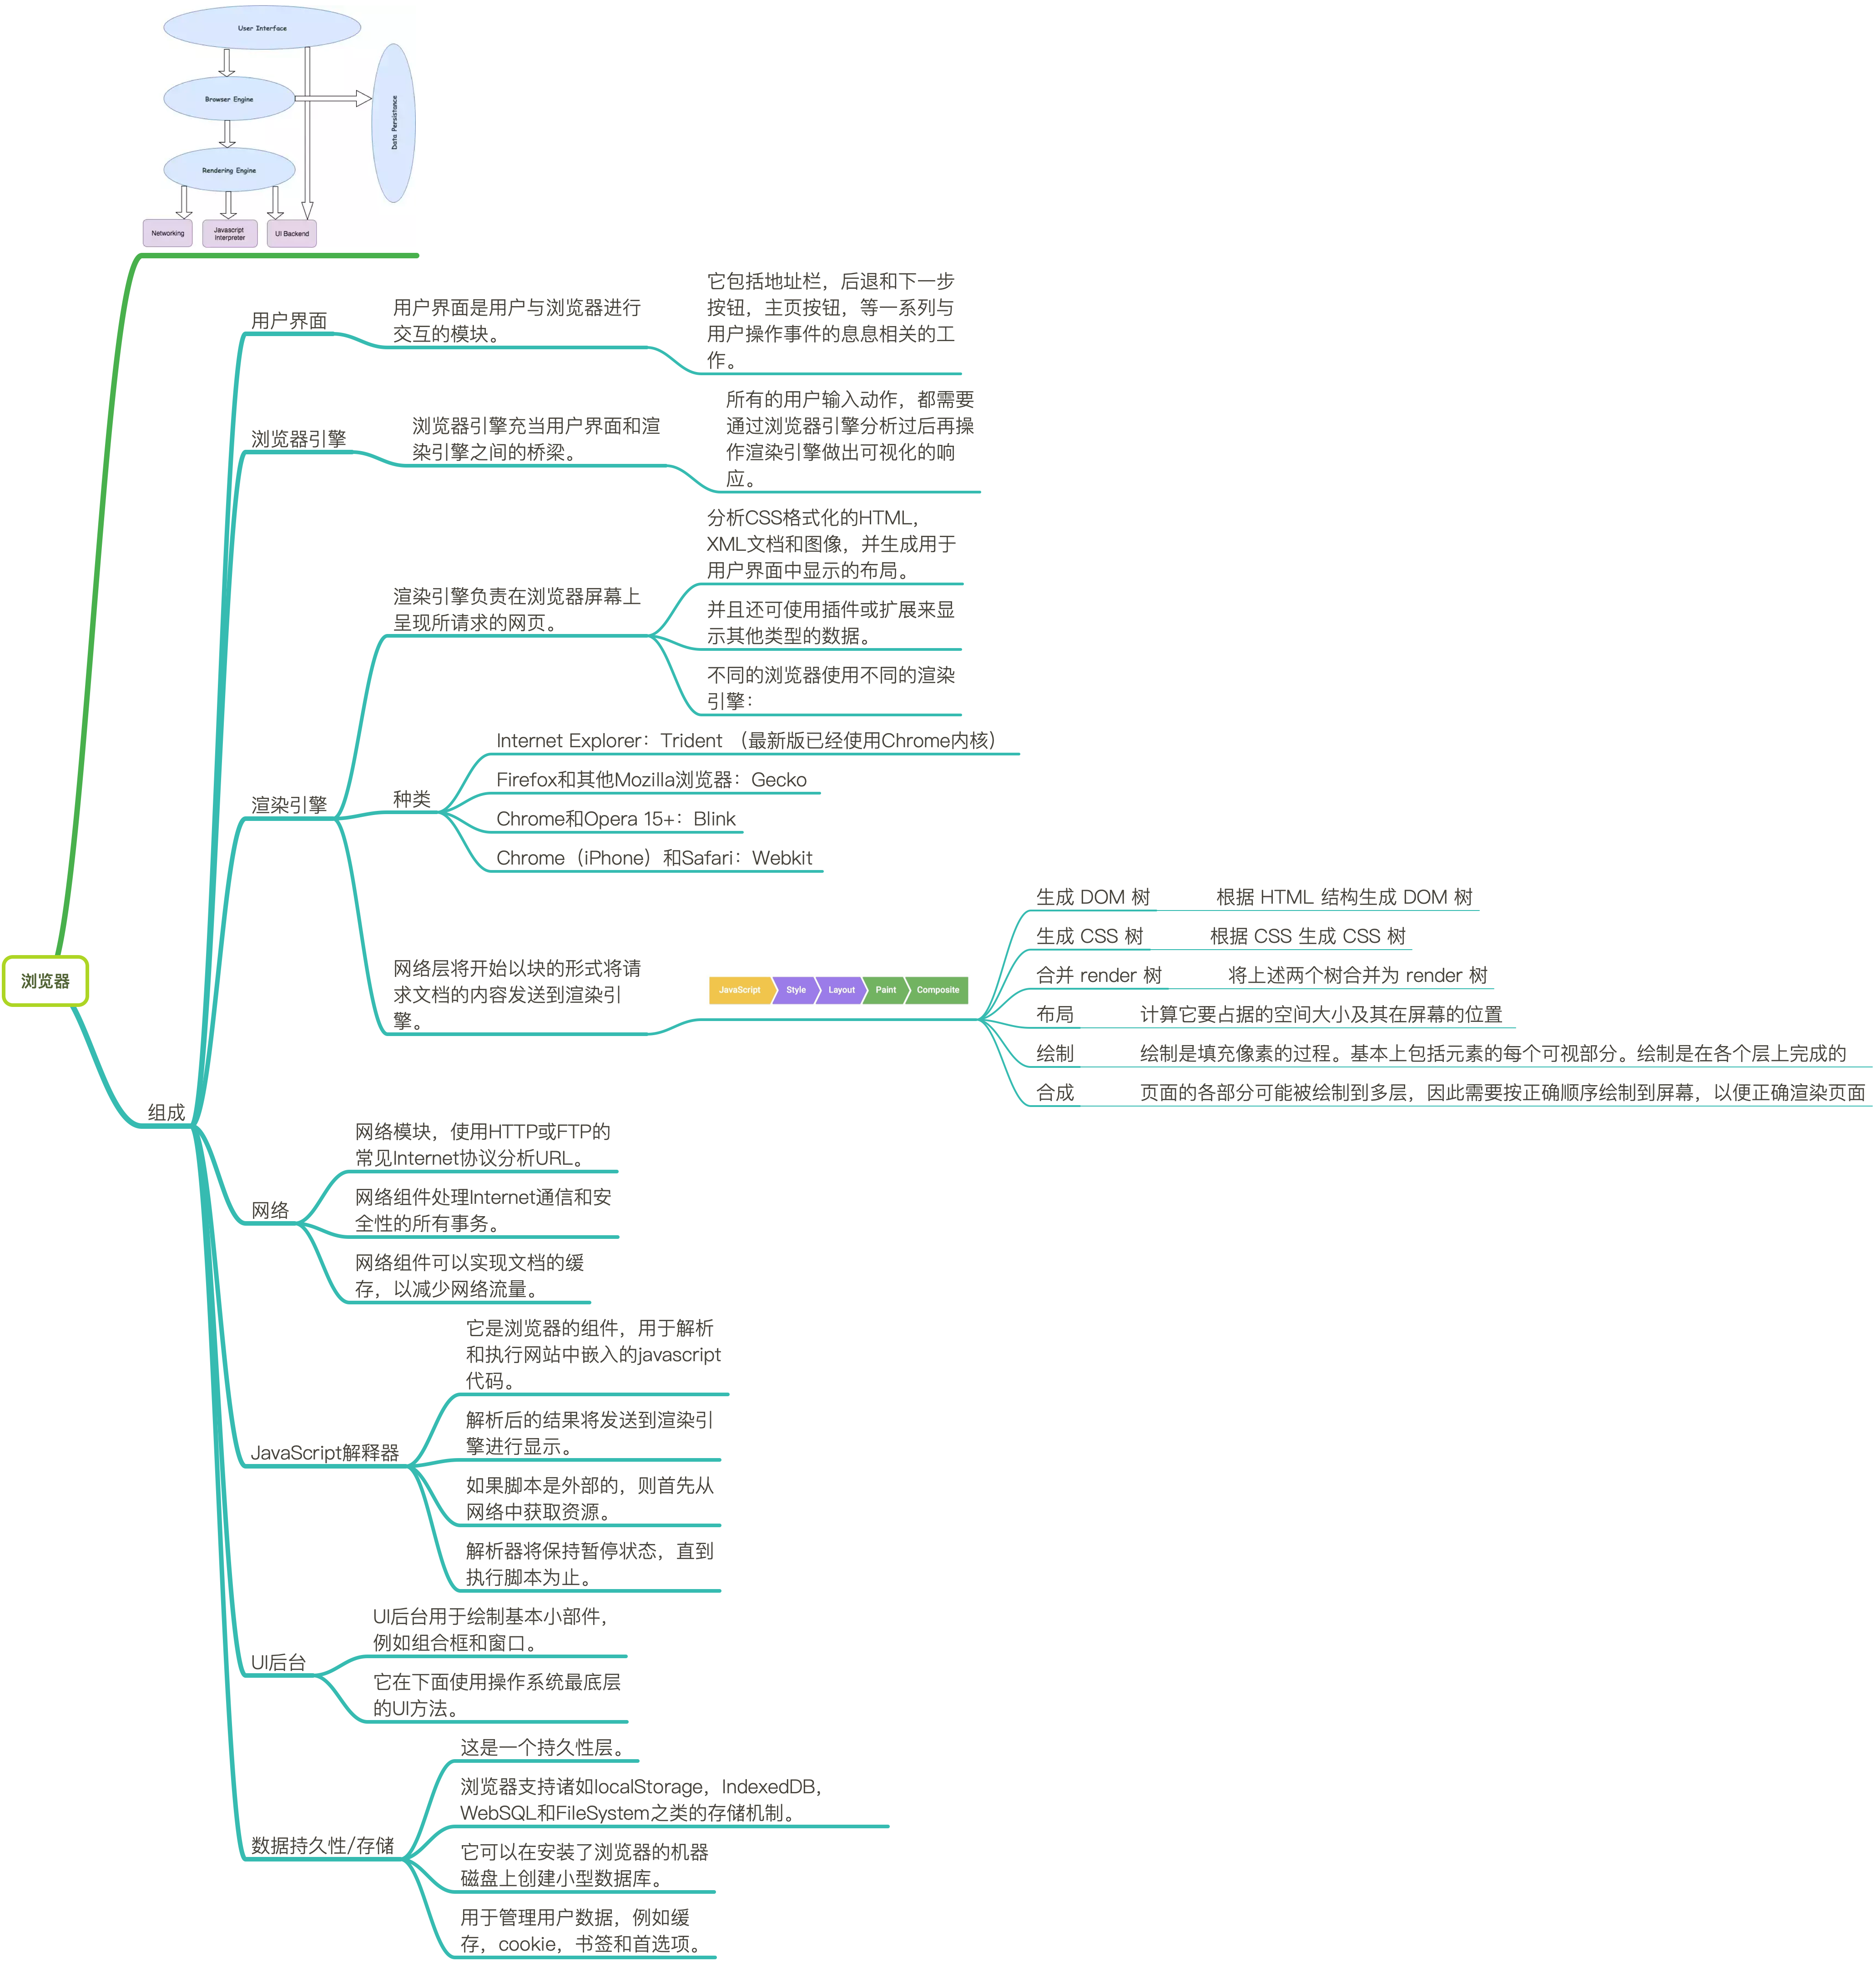 User Interface
Browser Engine
Data Persistance
Rendering Engine
Networking
Javascript
Interpreter
UI Backend
用户界面
用户界面是用户与浏览器进行
交互的模块。
它包括地址栏，后退和下一步
按钮，主页按钮，等一系列与
用户操作事件的息息相关的工
作。
浏览器引擎
浏览器引擎充当用户界面和渲
染引擎之间的桥梁。
所有的用户输入动作，都需要
通过浏览器引擎分析过后再操
作渲染引擎做出可视化的响
应。
渲染引擎
渲染引擎负责在浏览器屏幕上
呈现所请求的网页。
分析CSS格式化的HTML，
XML文档和图像，并生成用于
用户界面中显示的布局。
并且还可使用插件或扩展来显
示其他类型的数据。
不同的浏览器使用不同的渲染
引擎：
种类
Internet Explorer：Trident （最新版已经使用Chrome内核）
Firefox和其他Mozilla浏览器：Gecko
Chrome和Opera 15+：Blink
Chrome（iPhone）和Safari：Webkit
网络层将开始以块的形式将请
求文档的内容发送到渲染引
擎。
JavaScript
Style
Layout
Paint
Composite
生成 DOM 树
根据 HTML 结构生成 DOM 树
生成 CSS 树
根据 CSS 生成 CSS 树
合并 render 树
将上述两个树合并为 render 树
布局
计算它要占据的空间大小及其在屏幕的位置
绘制
绘制是填充像素的过程。基本上包括元素的每个可视部分。绘制是在各个层上完成的
合成
页面的各部分可能被绘制到多层，因此需要按正确顺序绘制到屏幕，以便正确渲染页面
浏览器
组成
网络
网络模块，使用HTTP或FTP的
常见Internet协议分析URL。
网络组件处理Internet通信和安
全性的所有事务。
网络组件可以实现文档的缓
存，以减少网络流量。
JavaScript解释器
它是浏览器的组件，用于解析
和执行网站中嵌入的javascript
代码。
解析后的结果将发送到渲染引
擎进行显示。
如果脚本是外部的，则首先从
网络中获取资源。
解析器将保持暂停状态，直到
执行脚本为止。
UI后台
UI后台用于绘制基本小部件，
例如组合框和窗口。
它在下面使用操作系统最底层
的UI方法。
数据持久性/存储
这是一个持久性层。
浏览器支持诸如localStorage，IndexedDB，
WebSQL和FileSystem之类的存储机制。
它可以在安装了浏览器的机器
磁盘上创建小型数据库。
用于管理用户数据，例如缓
存，cookie，书签和首选项。